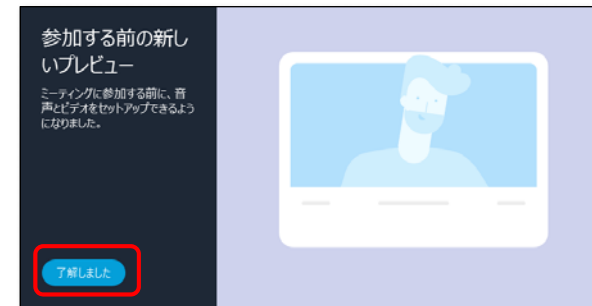 参加する前の新し
いプレビュー
ミーティングに参加する前に、音
声とビデオをセットアップできるよう
になりました。
了解しました